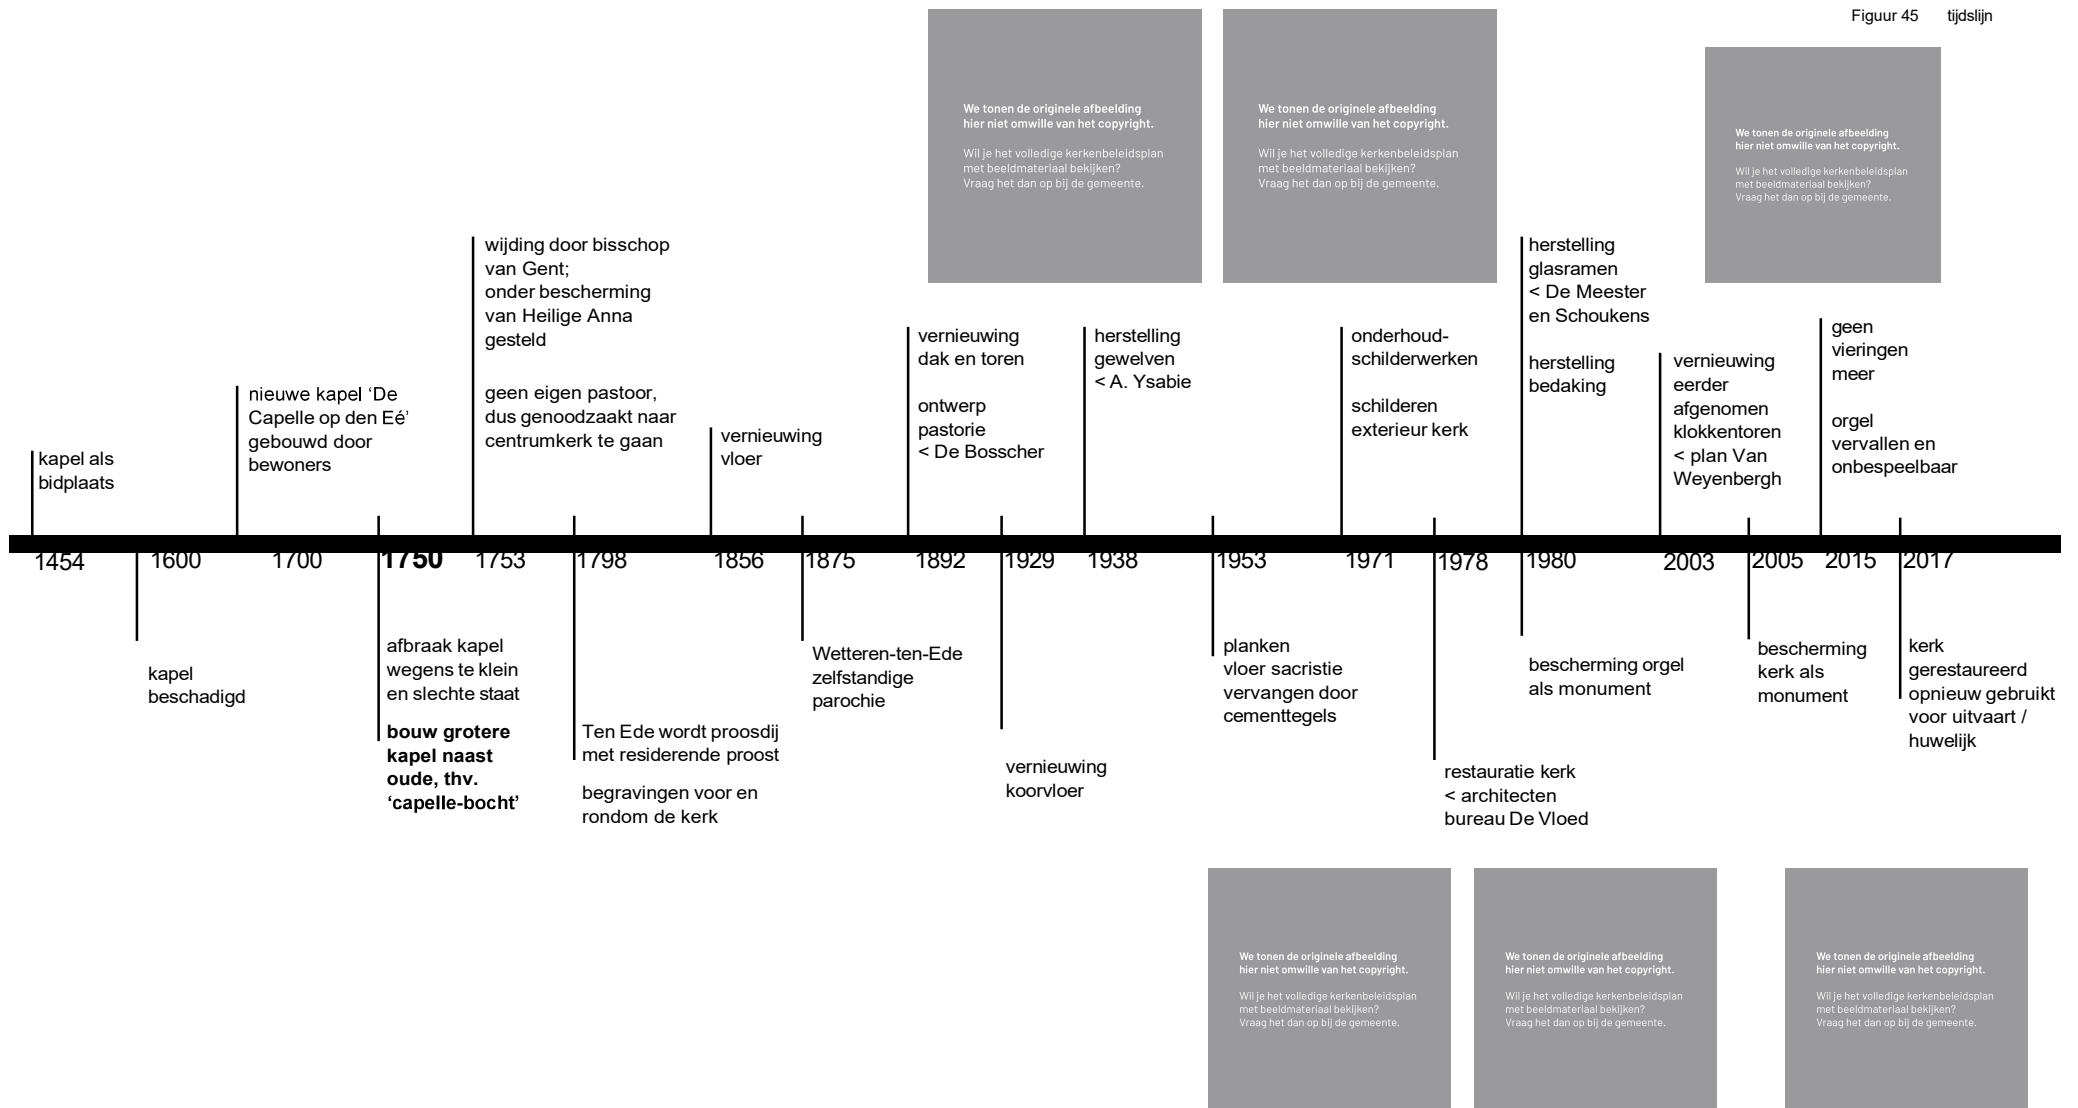 Figuur 45 tijdslijn
We tonen de originele afbeelding
hier niet omwille van het copyright.
Wil je het volledige kerkenbeleidsplan
met beeldmateriaal bekijken?
Vraag het dan op bij de gemeente.
We tonen de originele afbeelding
hier niet omwille van het copyright.
Wil je het volledige kerkenbeleidsplan
met beeldmateriaal bekijken?
Vraag het dan op bij de gemeente.
We tonen de originele afbeelding
hier niet omwille van het copyright.
Wil je het volledige kerkenbeleidsplan
met beeldmateriaal bekijken?
Vraag het dan op bij de gemeente.
kapel als
bidplaats
nieuwe kapel ‘De
Capelle op den Eé’
gebouwd door
bewoners
wijding door bisschop
van Gent;
onder bescherming
van Heilige Anna
gesteld
geen eigen pastoor,
dus genoodzaakt naar
centrumkerk te gaan
vernieuwing
vloer
vernieuwing
dak en toren
ontwerp
pastorie
< De Bosscher
herstelling
gewelven
< A. Ysabie
onderhoud-
schilderwerken
schilderen
exterieur kerk
herstelling
glasramen
< De Meester
en Schoukens
herstelling
bedaking
vernieuwing
eerder
afgenomen
klokkentoren
< plan Van
Weyenbergh
geen
vieringen
meer
orgel
vervallen en
onbespeelbaar
1454 1600 1700 1750 1753 1798 1856 1875 1892 1929 1938 1953 1971 1978 1980 2003 2005 2015 2017
kapel
beschadigd
afbraak kapel
wegens te klein
en slechte staat
bouw grotere
kapel naast
oude, thv.
‘capelle-bocht’
Ten Ede wordt proosdij
met residerende proost
begravingen voor en
rondom de kerk
Wetteren-ten-Ede
zelfstandige
parochie
vernieuwing
koorvloer
planken
vloer sacristie
vervangen door
cementtegels
restauratie kerk
< architecten
bureau De Vloed
bescherming orgel
als monument
bescherming
kerk als
monument
kerk
gerestaureerd
opnieuw gebruikt
voor uitvaart /
huwelijk
We tonen de originele afbeelding
hier niet omwille van het copyright.
Wil je het volledige kerkenbeleidsplan
met beeldmateriaal bekijken?
Vraag het dan op bij de gemeente.
We tonen de originele afbeelding
hier niet omwille van het copyright.
Wil je het volledige kerkenbeleidsplan
met beeldmateriaal bekijken?
Vraag het dan op bij de gemeente.
We tonen de originele afbeelding
hier niet omwille van het copyright.
Wil je het volledige kerkenbeleidsplan
met beeldmateriaal bekijken?
Vraag het dan op bij de gemeente.